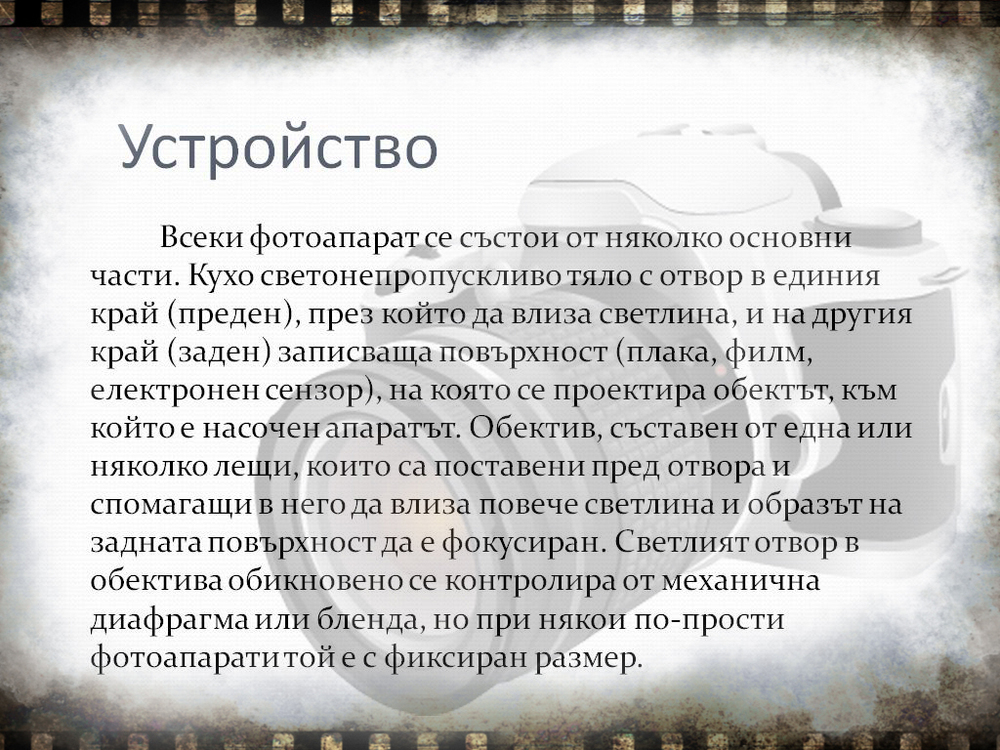 Устройство
Всеки фотоапарат се състои от няколко основни
части. Кухо светонепропускливо тяло с отвор в единия
край (преден), през който да влиза светлина, и на другия
край (заден) записваща повърхност (плака, филм,
електронен сензор), на която се проектира обектът, към
който е насочен апаратът. Обектив, съставен от една или
няколко лещи, които са поставени пред отвора и
спомагащи в него да влиза повече светлина и образът на
задната повърхност да е фокусиран. Светлият отвор в
обектива обикновено се контролира от механична
диафрагма или бленда, но при някои по-прости
фотоапарати той е с фиксиран размер.